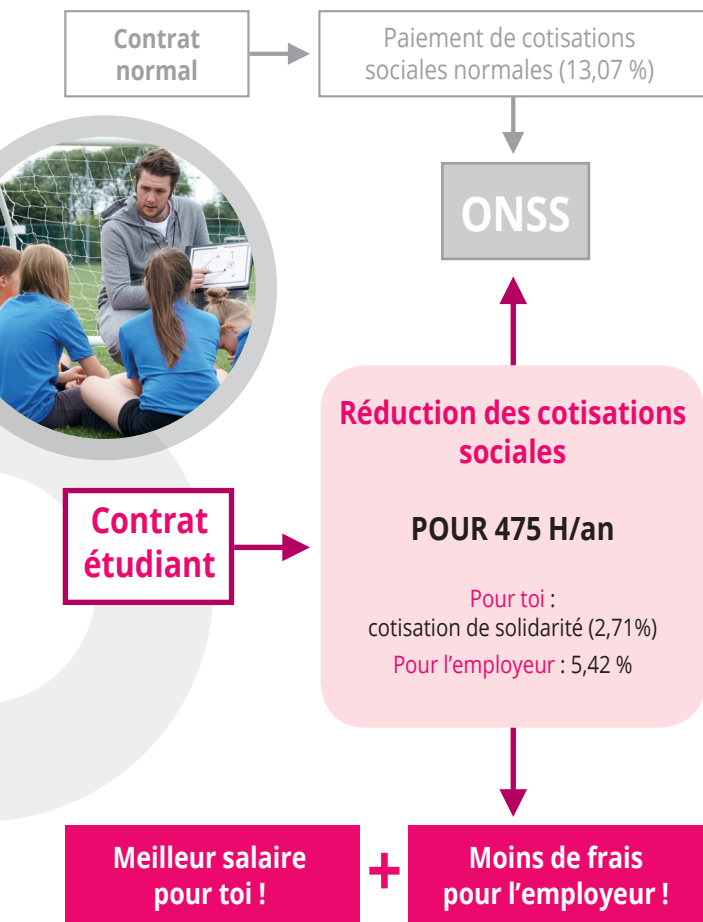 Contrat
normal
Paiement de cotisations
sociales normales (13,07 %)
ONSS
Réduction des cotisations
sociales
POUR 475 H/an
Contrat
étudiant
Pour toi :
cotisation de solidarité (2,71%)
Pour l’employeur : 5,42 %
Meilleur salaire
pour toi !
+
Moins de frais
pour l’employeur !